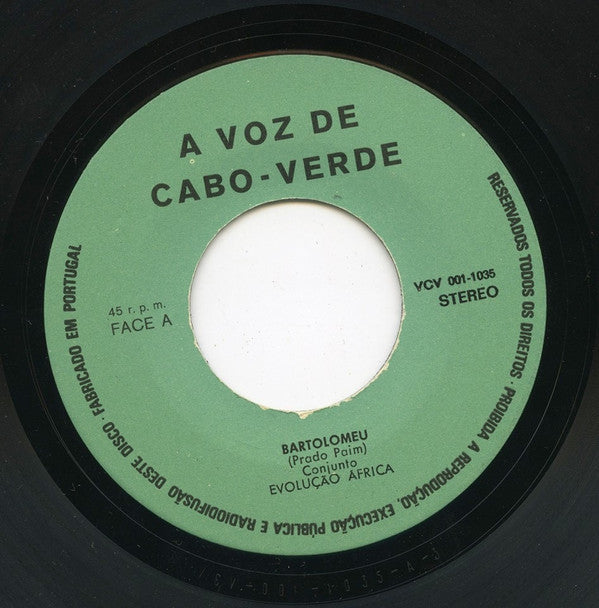 A VOZ DE
CABO-VERDE
45 r.p.m.
FACE A
VCV 001-1035
STEREO
BARTOLOMEU
(Prado Paim)
Conjunto
EVOLUÇÃO ÁFRICA
RESERVADOS TODOS OS DIREITOS · PROIBIDA A REPRODUÇÃO, EXECUÇÃO PÚBLICA E RADIODIFUSÃO DESTE DISCO · FABRICADO EM PORTUGAL